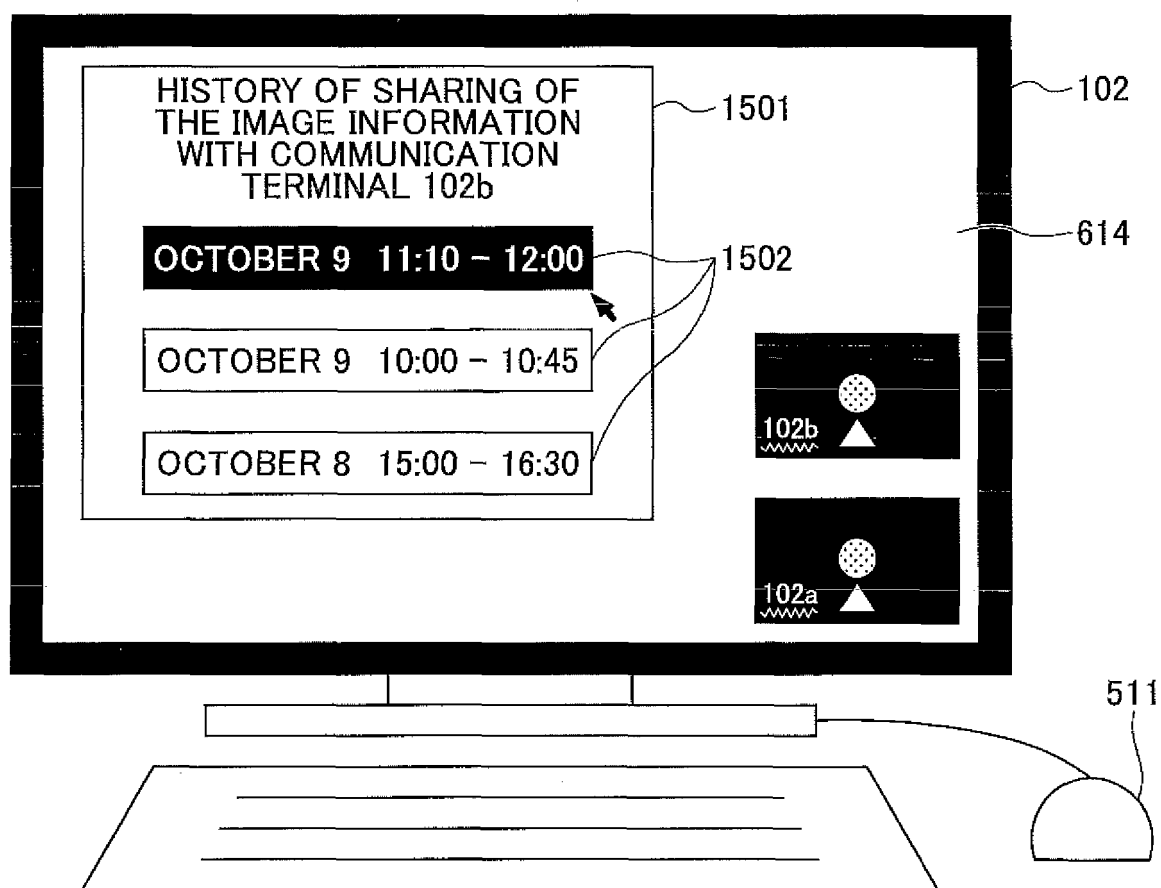 HISTORY OF SHARING OF
THE IMAGE INFORMATION
WITH COMMUNICATION
TERMINAL 102b
OCTOBER 9 11:10 - 12:00
OCTOBER 9 10:00 - 10:45
OCTOBER 8 15:00 - 16:30
102
1501
614
1502
102b
102a
511